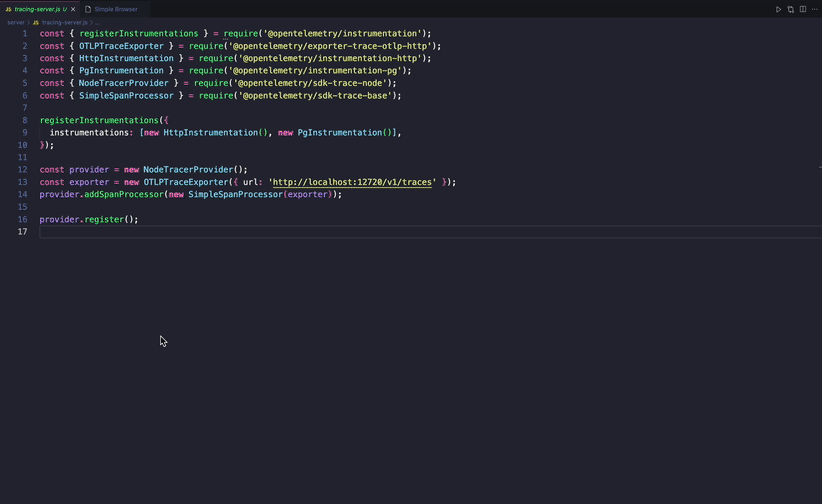 JS tracing-server.js U × Simple Browser
server > JS tracing-server.js > ...
1 const { registerInstrumentations } = require('@opentelemetry/instrumentation');
2 const { OTLPTraceExporter } = require('@opentelemetry/exporter-trace-otlp-http');
3 const { HttpInstrumentation } = require('@opentelemetry/instrumentation-http');
4 const { PgInstrumentation } = require('@opentelemetry/instrumentation-pg');
5 const { NodeTracerProvider } = require('@opentelemetry/sdk-trace-node');
6 const { SimpleSpanProcessor } = require('@opentelemetry/sdk-trace-base');
7
8 registerInstrumentations({
9 instrumentations: [new HttpInstrumentation(), new PgInstrumentation()],
10 });
11
12 const provider = new NodeTracerProvider();
13 const exporter = new OTLPTraceExporter({ url: 'http://localhost:12720/v1/traces' });
14 provider.addSpanProcessor(new SimpleSpanProcessor(exporter));
15
16 provider.register();
17